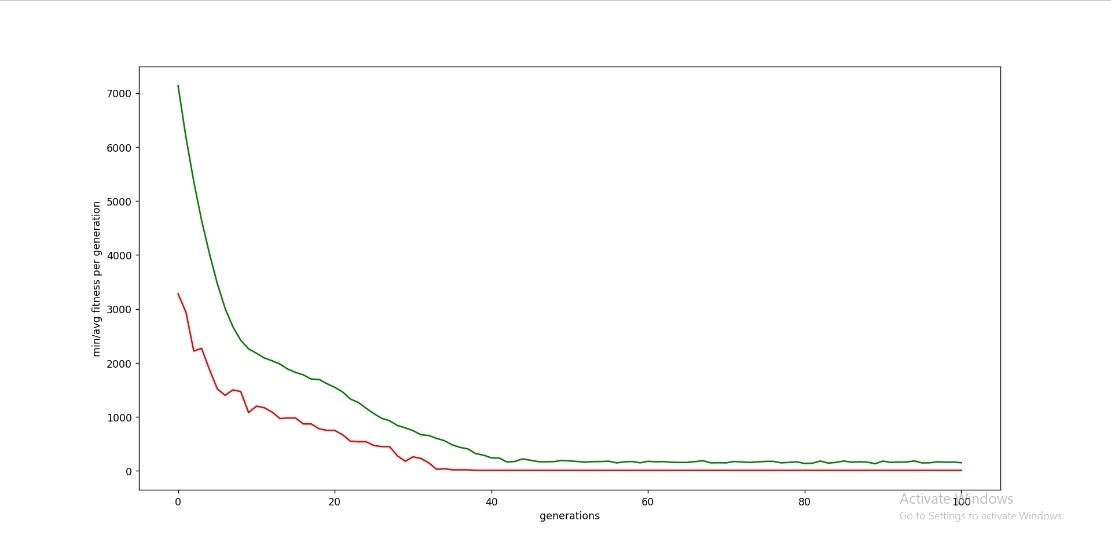 7000
6000
5000
4000
3000
2000
1000
0
min/avg fitness per generation
0 20 40 60 80 100
generations
Activate Windows
Go to Settings to activate Windows.